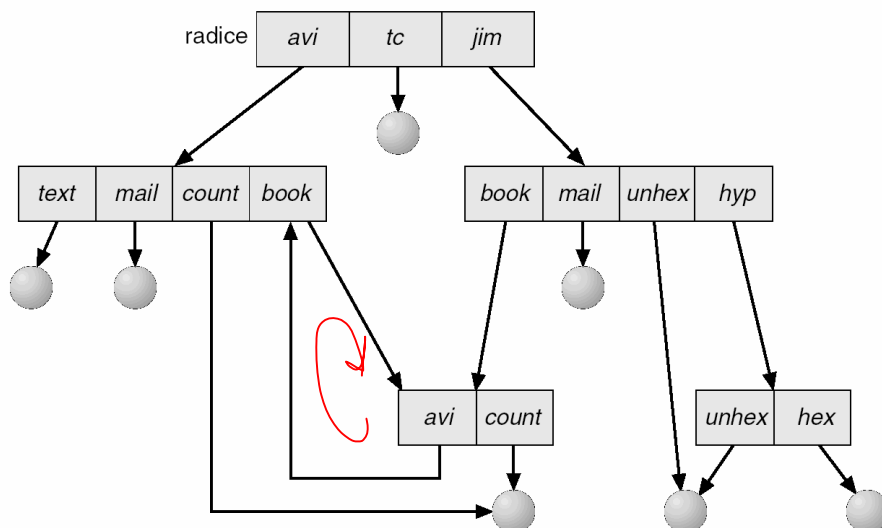 radice avi tc jim
text mail count book book mail unhex hyp
avi count unhex hex